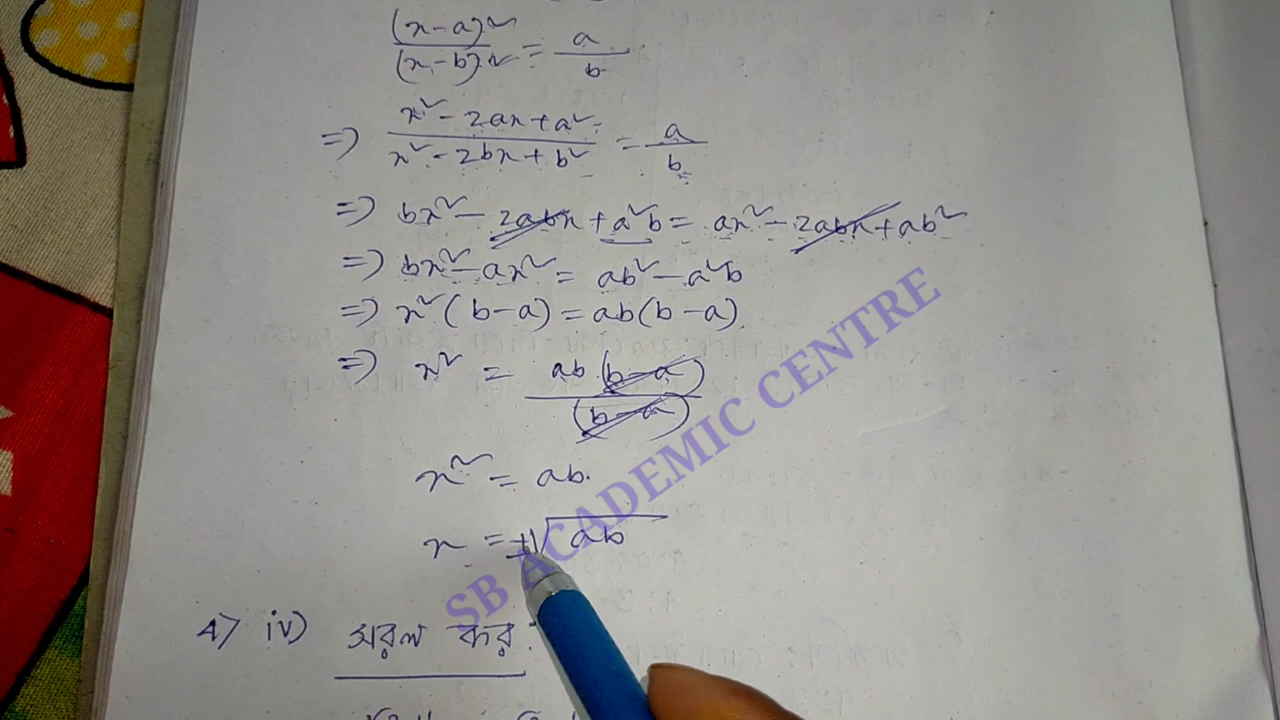 (x-a)² / (x-b)² = a / b
=> x² - 2ax + a² / x² - 2bx + b² = a / b
=> bx² - 2abx + a²b = ax² - 2abx + ab²
=> bx² - ax² = ab² - a²b
=> x² (b-a) = ab(b-a)
=> x² = ab.(b-a) / (b-a)
x² = ab.
x = ±√ab
SB ACADEMIC CENTRE
4> iv) সরল কর :